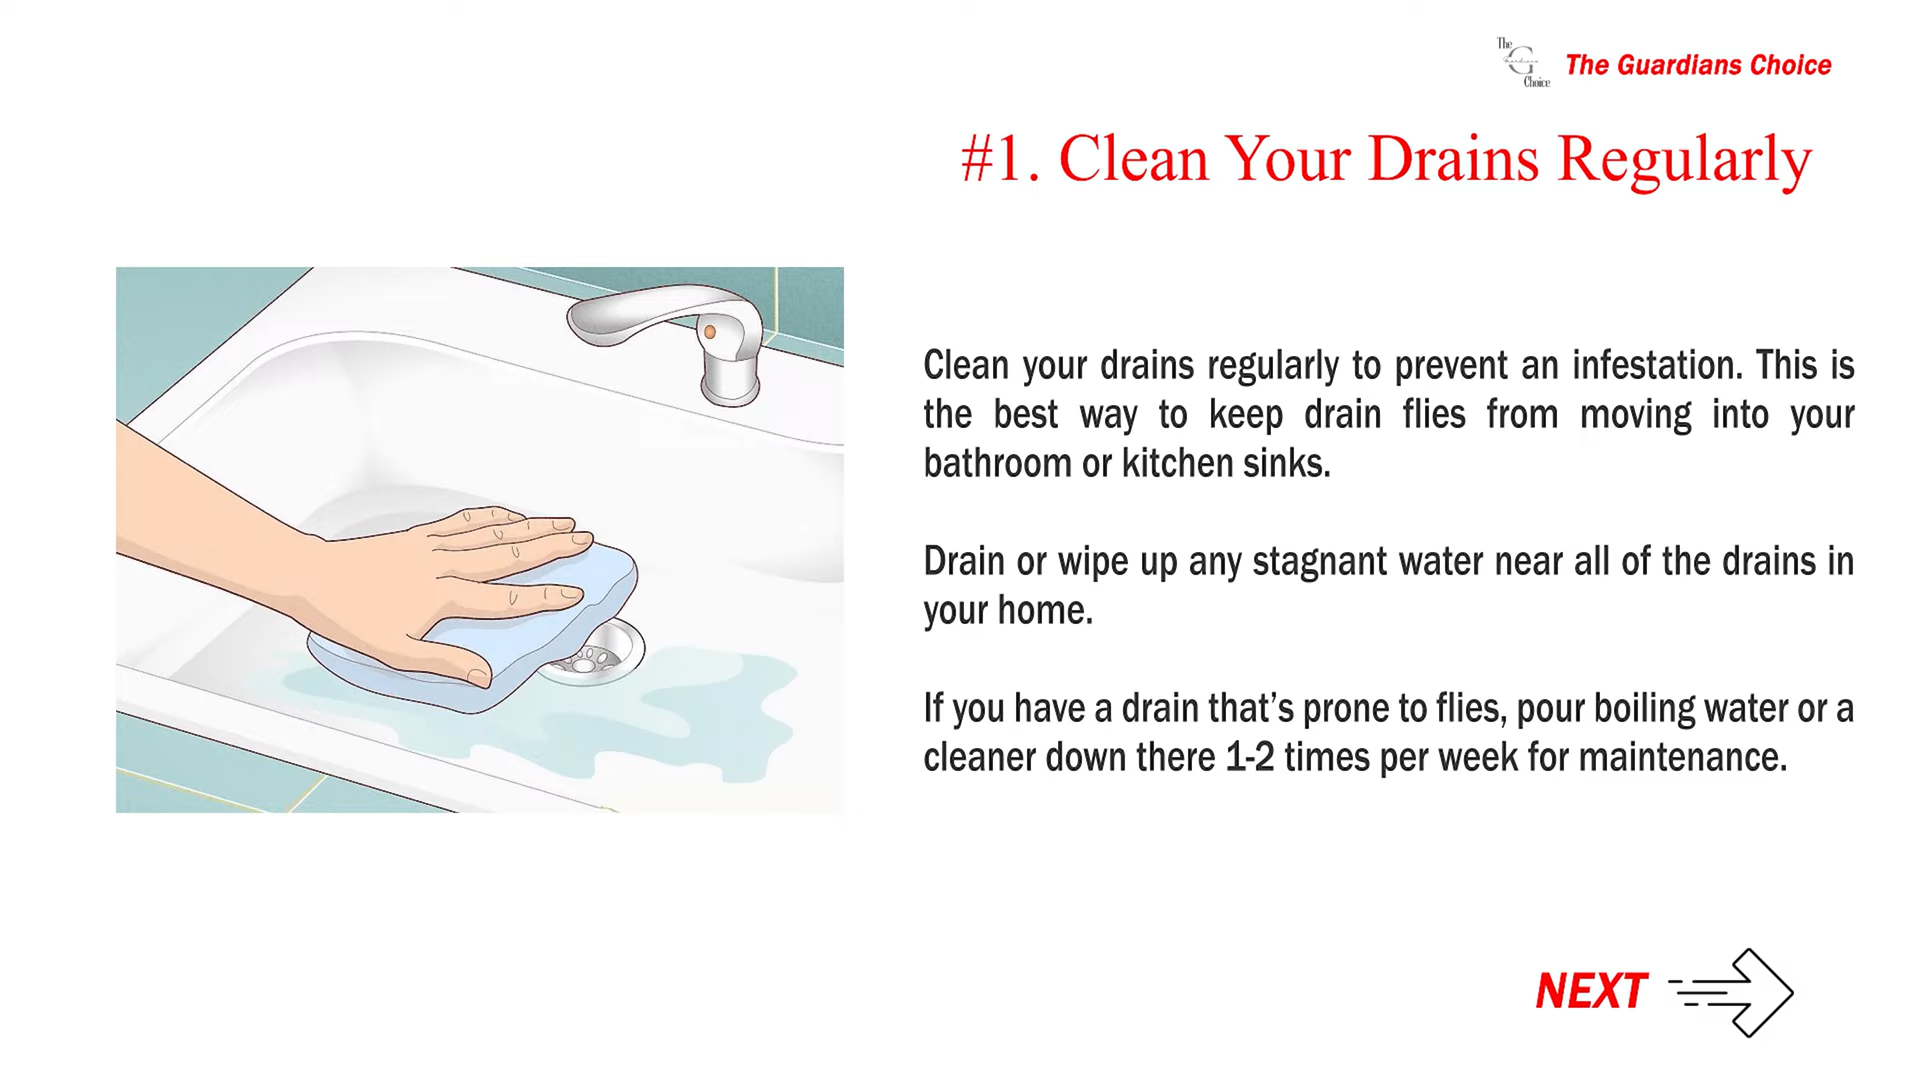 The
G
Choice
The Guardians Choice
#1. Clean Your Drains Regularly
Clean your drains regularly to prevent an infestation. This is
the best way to keep drain flies from moving into your
bathroom or kitchen sinks.
Drain or wipe up any stagnant water near all of the drains in
your home.
If you have a drain that’s prone to flies, pour boiling water or a
cleaner down there 1-2 times per week for maintenance.
NEXT